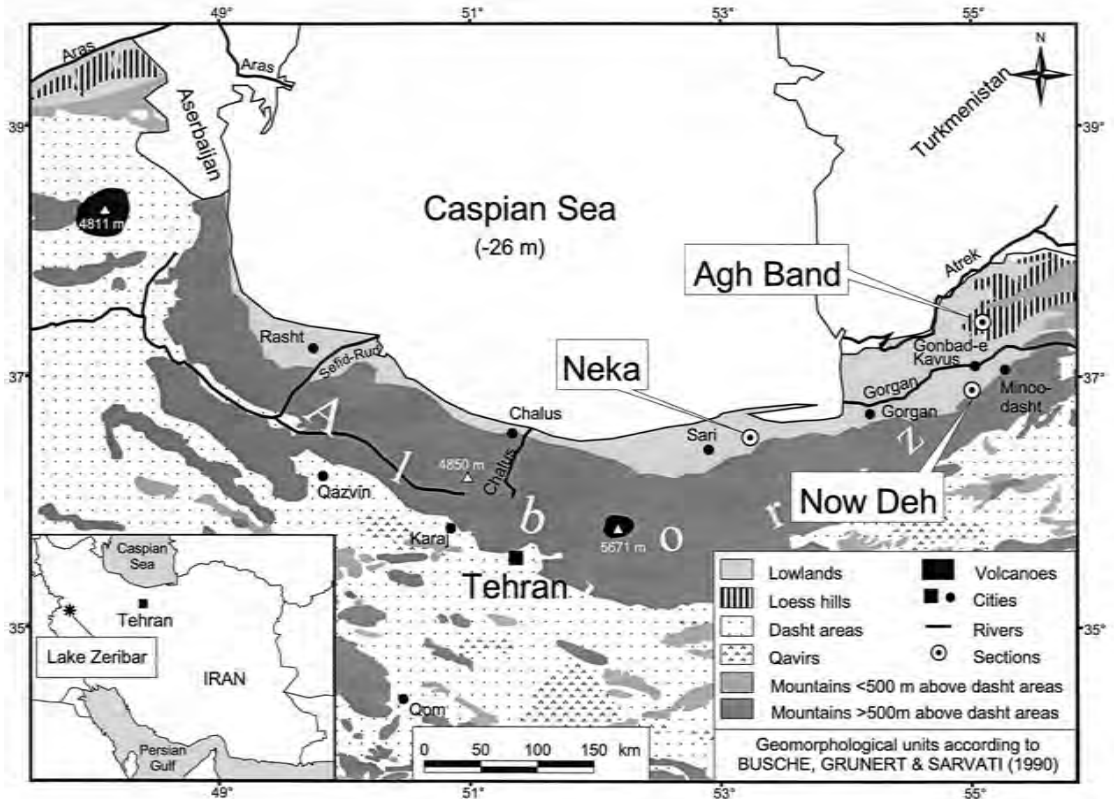 49°
51°
53°
55°
N
Aras
Aras
Aserbaijan
Turkmenistan
39°
39°
4811 m
Caspian Sea
(-26 m)
Atrek
Agh Band
Rasht
Sefid-Rud
Neka
Gonbad-e
Kavus
37°
37°
Gorgan
Minoo-
dasht
Gorgan
Chalus
Sari
Chalus
4850 m
Qazvin
A l b o r z
Now Deh
Karaj
5671 m
Tehran
Caspian
Sea
Tehran
Lake Zeribar
IRAN
Persian
Gulf
35°
35°
Qom
0 50 100 150 km
Lowlands
Loess hills
Dasht areas
Qavirs
Mountains <500 m above dasht areas
Mountains >500m above dasht areas
Volcanoes
Cities
Rivers
Sections
Geomorphological units according to
BUSCHE, GRUNERT & SARVATI (1990)
49°
51°
53°
55°